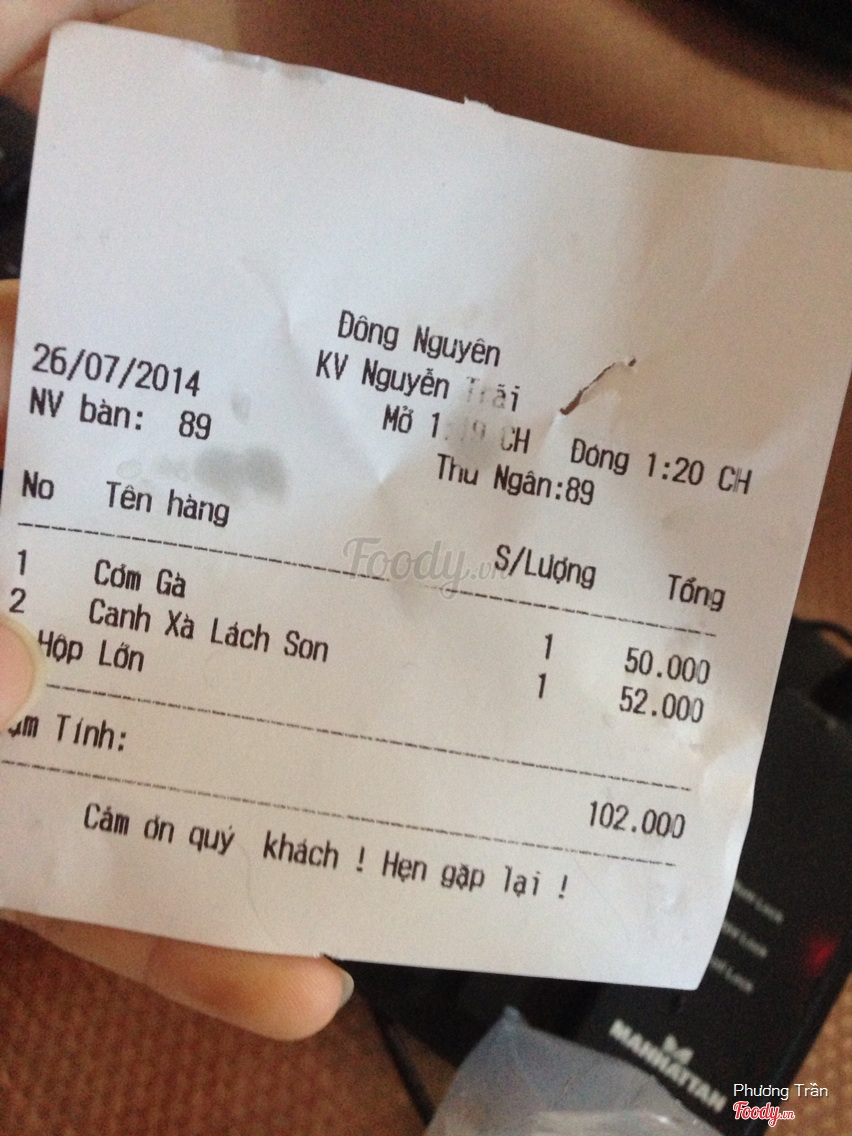 Đông Nguyên
KV Nguyễn Trãi
26/07/2014 Mở CH Đóng 1:20 CH
NV bàn: 89 Thu Ngân:89
No Tên hàng S/Lượng Tổng
1 Cơm Gà 1 50.000
2 Canh Xà Lách Son 1 52.000
Hộp Lớn
Tính: 102.000
Cảm ơn quý khách ! Hẹn gặp lại !
Foody.vn
MANHATTAN
Phương Trần
Foody.vn